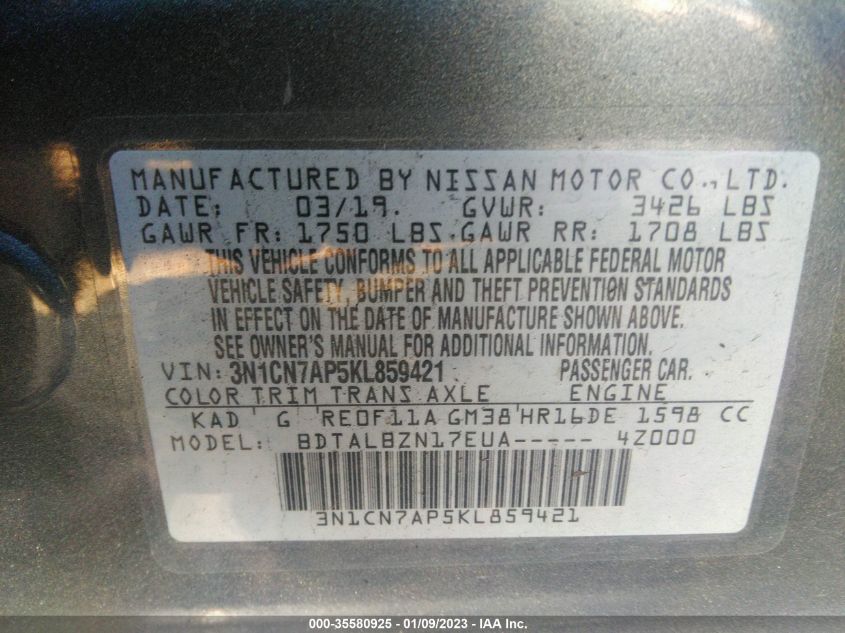 MANUFACTURED BY NISSAN MOTOR CO., LTD.
DATE: 03/19. GVWR: 3426 LBS
GAWR FR: 1750 LBS GAWR RR: 1708 LBS
THIS VEHICLE CONFORMS TO ALL APPLICABLE FEDERAL MOTOR
VEHICLE SAFETY, BUMPER AND THEFT PREVENTION STANDARDS
IN EFFECT ON THE DATE OF MANUFACTURE SHOWN ABOVE.
SEE OWNER'S MANUAL FOR ADDITIONAL INFORMATION.
VIN: 3N1CN7AP5KL859421 PASSENGER CAR.
COLOR TRIM TRANS AXLE ENGINE
KAD G RE0F11A GM38 HR16DE 1598 CC
MODEL: BDTALBZN17EUA----- 4Z000
3N1CN7AP5KL859421
000-35580925 - 01/09/2023 - IAA Inc.